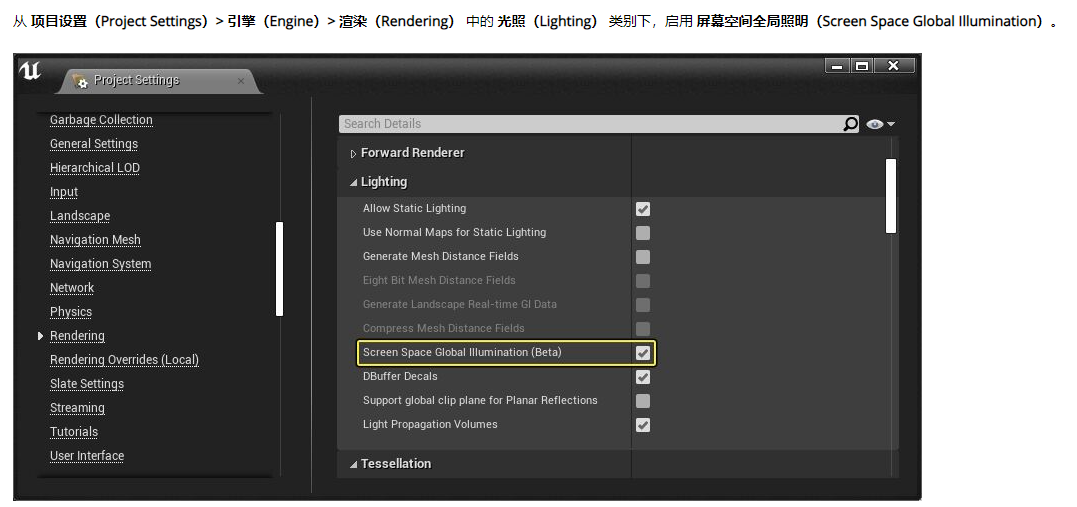 从 项目设置（Project Settings）> 引擎（Engine）> 渲染（Rendering） 中的 光照（Lighting） 类别下，启用 屏幕空间全局照明（Screen Space Global Illumination）。
Project Settings
Garbage Collection
General Settings
Hierarchical LOD
Input
Landscape
Navigation Mesh
Navigation System
Network
Physics
Rendering
Rendering Overrides (Local)
Slate Settings
Streaming
Tutorials
User Interface
Search Details
Forward Renderer
Lighting
Allow Static Lighting
Use Normal Maps for Static Lighting
Generate Mesh Distance Fields
Eight Bit Mesh Distance Fields
Generate Landscape Real-time GI Data
Compress Mesh Distance Fields
Screen Space Global Illumination (Beta)
DBuffer Decals
Support global clip plane for Planar Reflections
Light Propagation Volumes
Tessellation